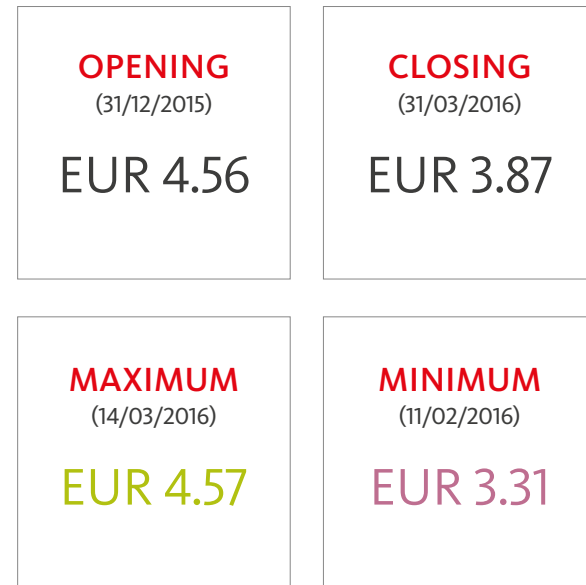 OPENING
(31/12/2015)
EUR 4.56
CLOSING
(31/03/2016)
EUR 3.87
MAXIMUM
(14/03/2016)
EUR 4.57
MINIMUM
(11/02/2016)
EUR 3.31